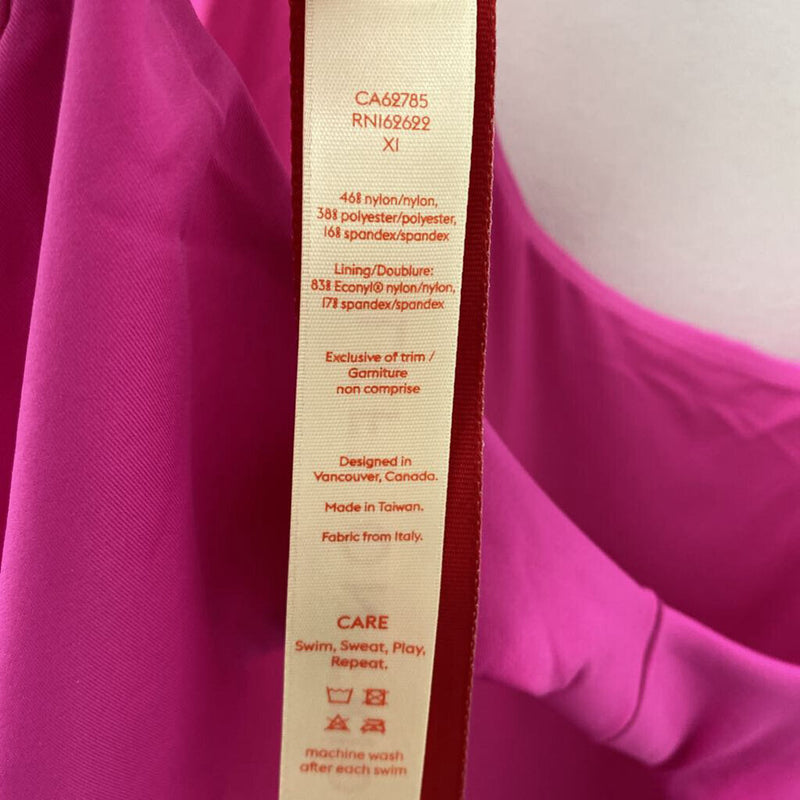 CA62785
RN162622
XI
46% nylon/nylon,
38% polyester/polyester,
16% spandex/spandex
Lining/Doublure:
83% Econyl® nylon/nylon,
17% spandex/spandex
Exclusive of trim /
Garniture
non comprise
Designed in
Vancouver, Canada.
Made in Taiwan.
Fabric from Italy.
CARE
Swim, Sweat, Play,
Repeat.
machine wash
after each swim